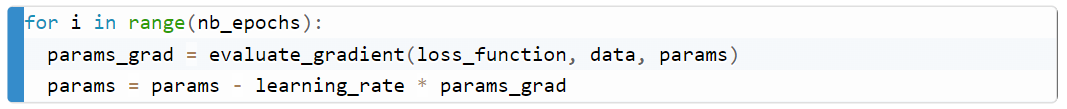 for i in range(nb_epochs):
  params_grad = evaluate_gradient(loss_function, data, params)
  params = params - learning_rate * params_grad